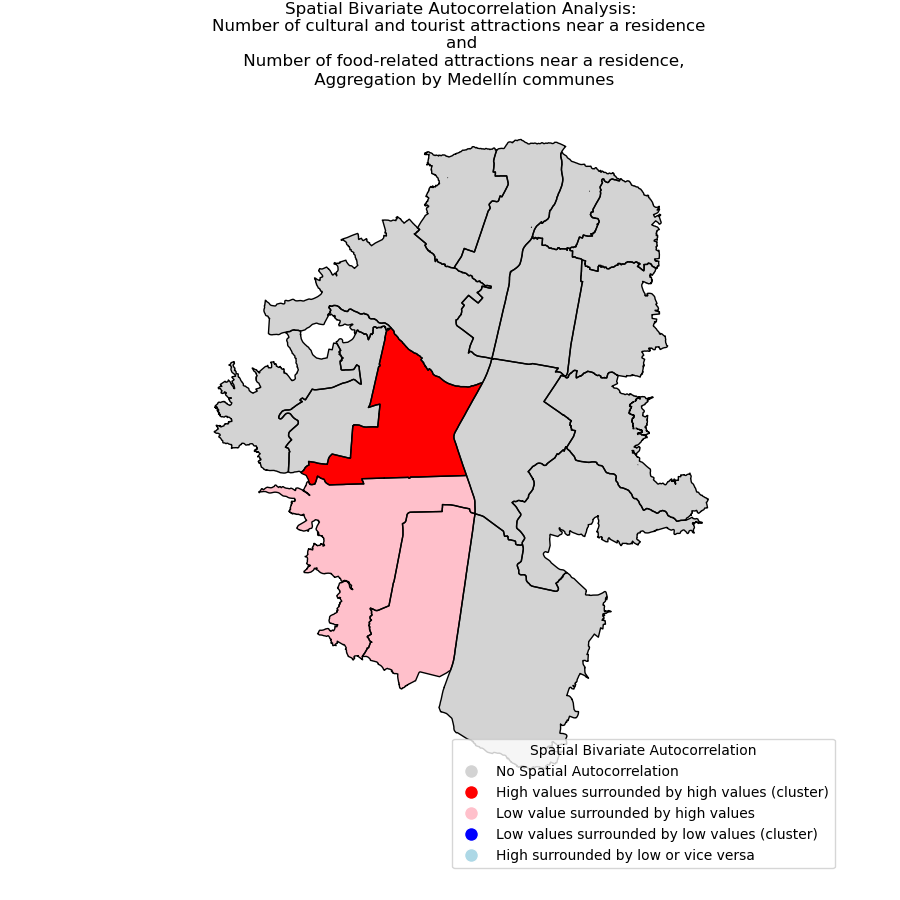 Spatial Bivariate Autocorrelation Analysis:
Number of cultural and tourist attractions near a residence
and
Number of food-related attractions near a residence,
Aggregation by Medellín communes
Spatial Bivariate Autocorrelation
No Spatial Autocorrelation
High values surrounded by high values (cluster)
Low value surrounded by high values
Low values surrounded by low values (cluster)
High surrounded by low or vice versa